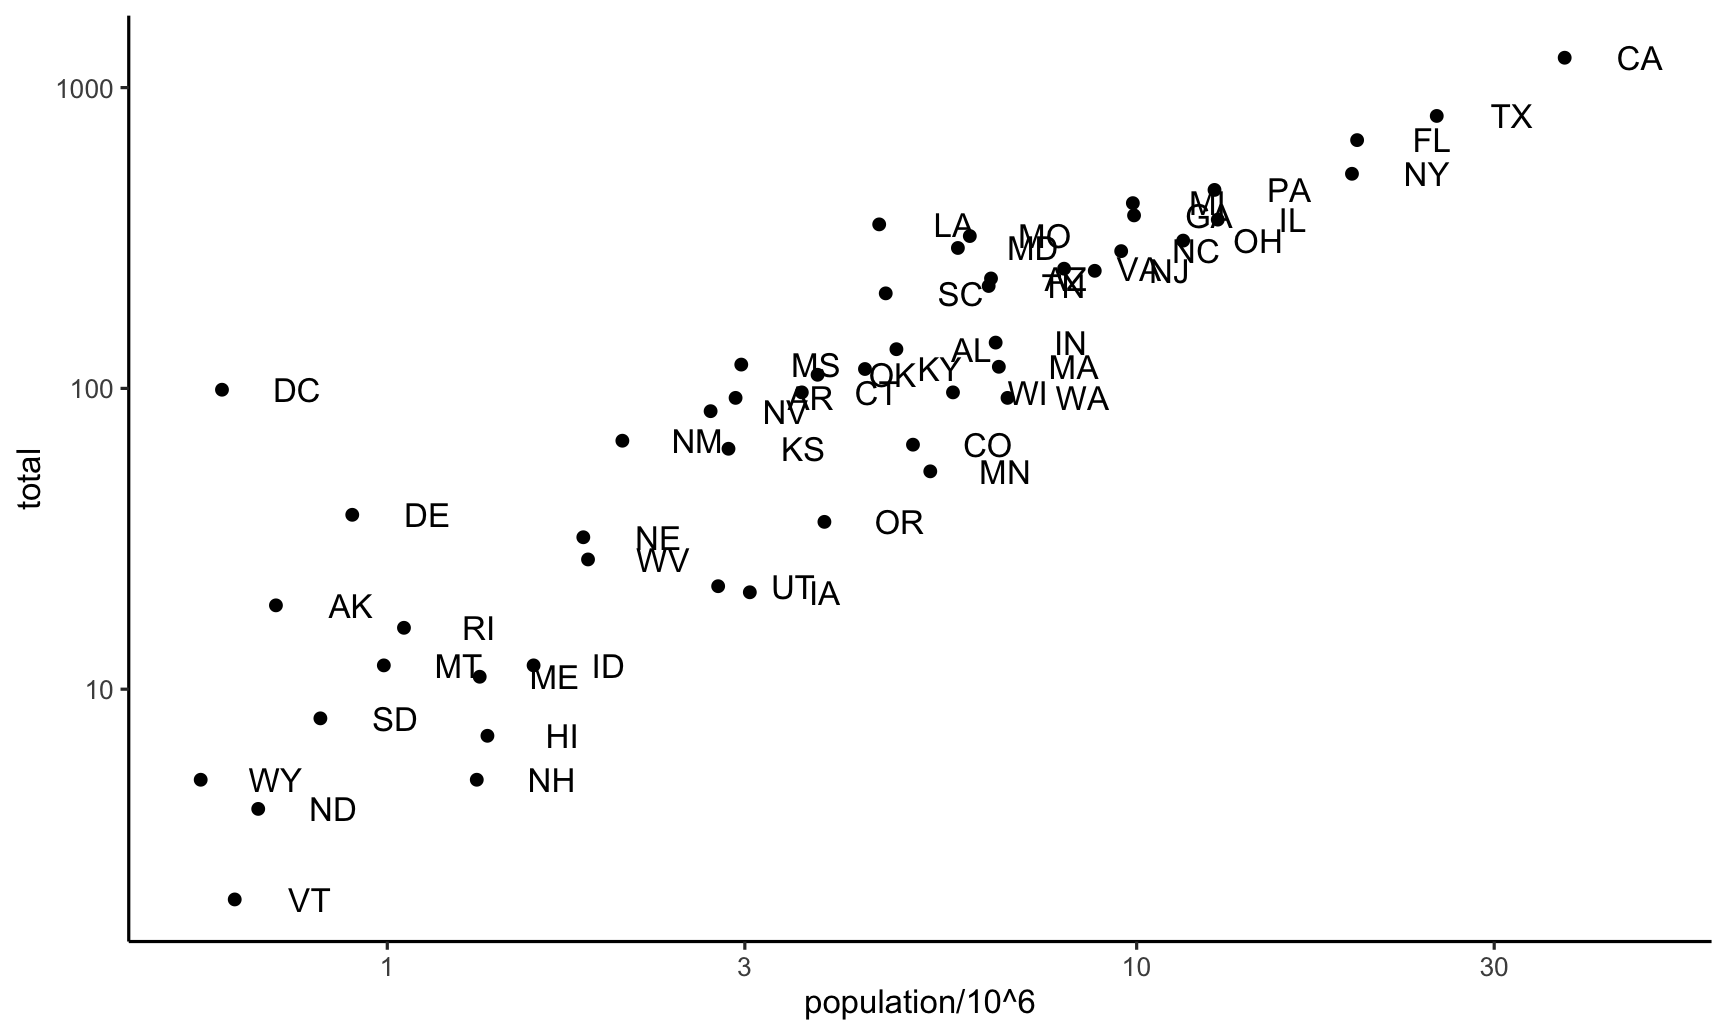 CA
1000
TX
FL
NY
PA
MI
GA
IL
LA
MO
OH
MD
NC
VA
NJ
AZ
TN
SC
IN
AL
MS
MA
KY
OK
100
DC
CT
WI
AR
WA
NV
NM
CO
KS
MN
total
DE
OR
NE
WV
UT
IA
AK
RI
MT
ID
ME
10
SD
HI
WY
NH
ND
VT
1
3
10
30
population/10^6